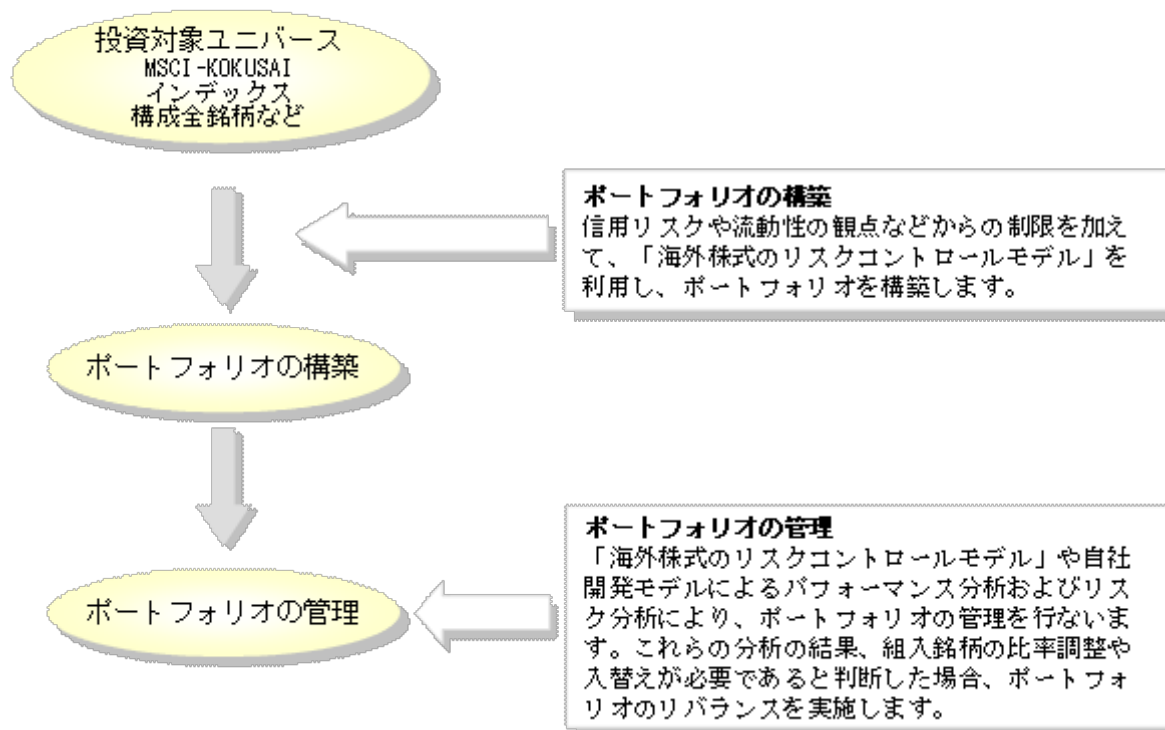 投資対象ユニバース
MSCI-KOKUSAI
インデックス
構成全銘柄など
ポートフォリオの構築
信用リスクや流動性の観点などからの制限を加え
て、「海外株式のリスクコントロールモデル」を
利用し、ポートフォリオを構築します。
ポートフォリオの構築
ポートフォリオの管理
「海外株式のリスクコントロールモデル」や自社
開発モデルによるパフォーマンス分析およびリス
ク分析により、ポートフォリオの管理を行ないま
す。これらの分析の結果、組入銘柄の比率調整や
入替えが必要であると判断した場合、ポートフォ
リオのリバランスを実施します。
ポートフォリオの管理